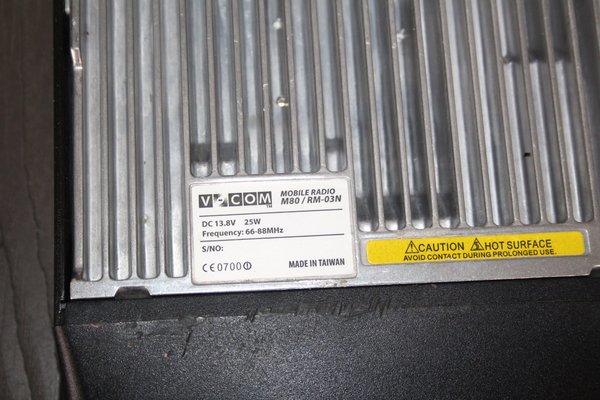 V-COM™ MOBILE RADIO
M80 / RM-03N
DC 13.8V 25W
Frequency: 66-88MHz
S/NO:
CE0700 MADE IN TAIWAN
CAUTION HOT SURFACE
AVOID CONTACT DURING PROLONGED USE.